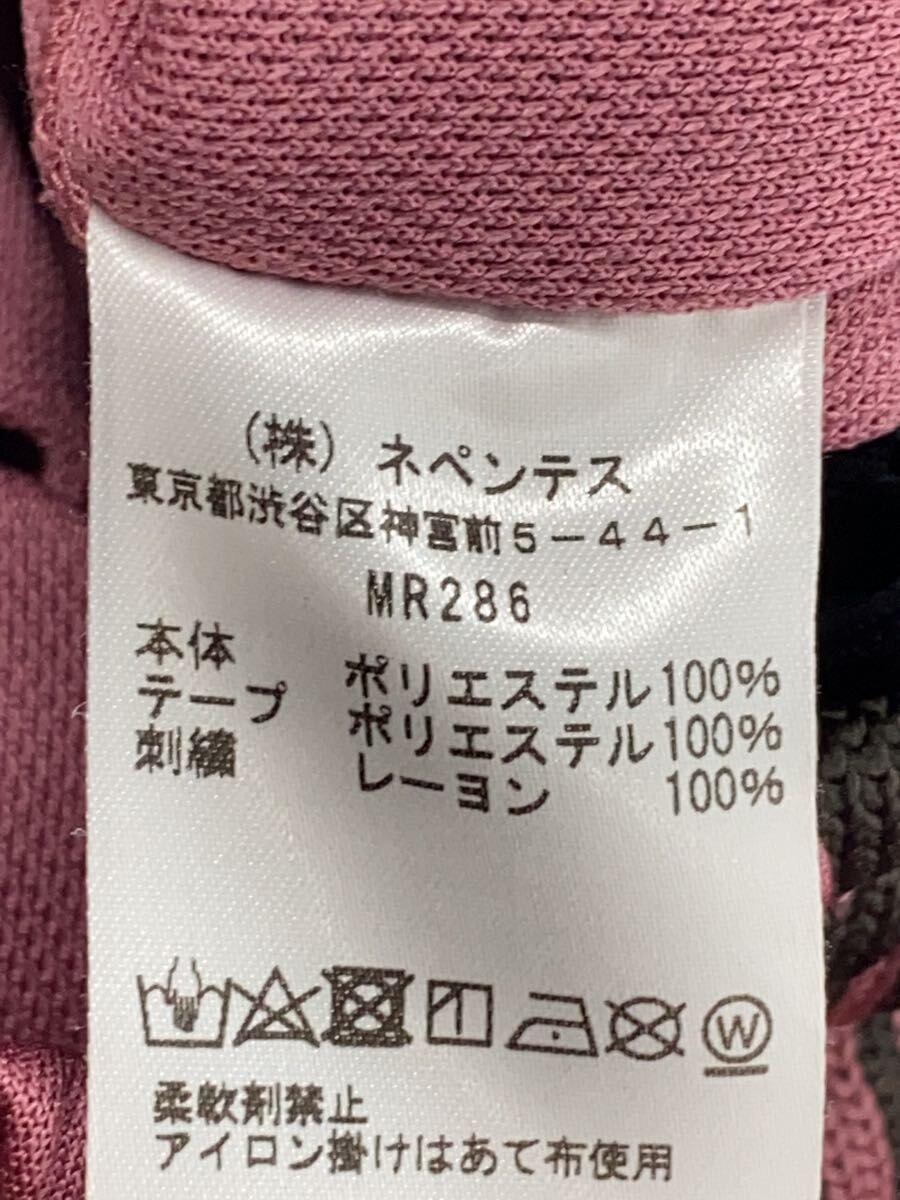 (株) ネペンテス
東京都渋谷区神宮前5-44-1
MR286
本体 ポリエステル100%
テープ ポリエステル100%
刺繍 レーヨン 100%
W
柔軟剤禁止
アイロン掛けはあて布使用